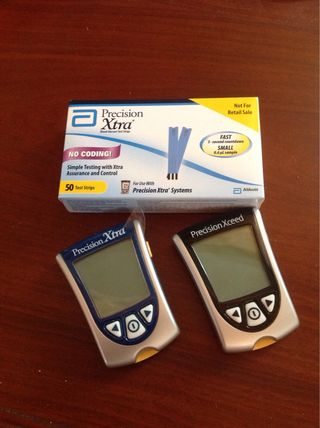 Precision
Xtra
Blood Glucose Test Strips
Not For
Retail Sale
NO CODING!
Simple Testing with Xtra
Assurance and Control
50 Test Strips
For Use With
Precision Xtra Systems
FAST
5 -second countdown
SMALL
0.6 μL sample
Abbott
Precision Xtra
Precision Xceed